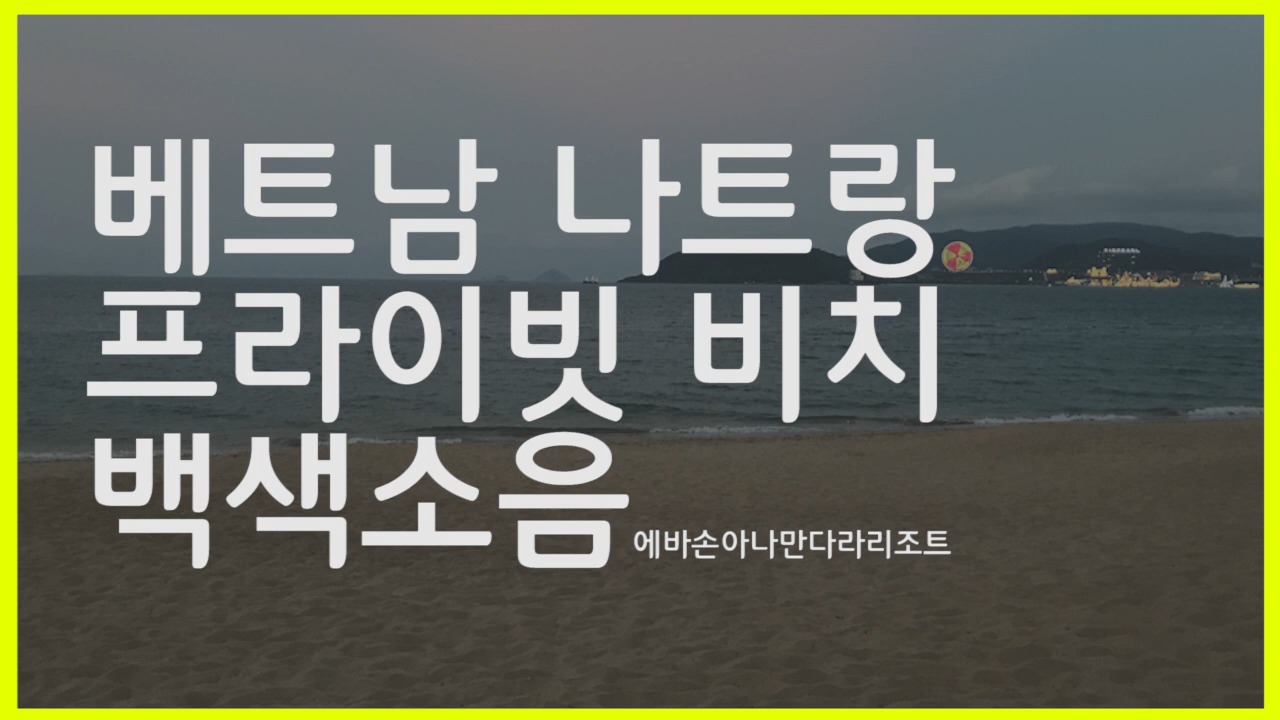 베트남 나트랑
프라이빗 비치
백색소음
에바손아나만다라리조트